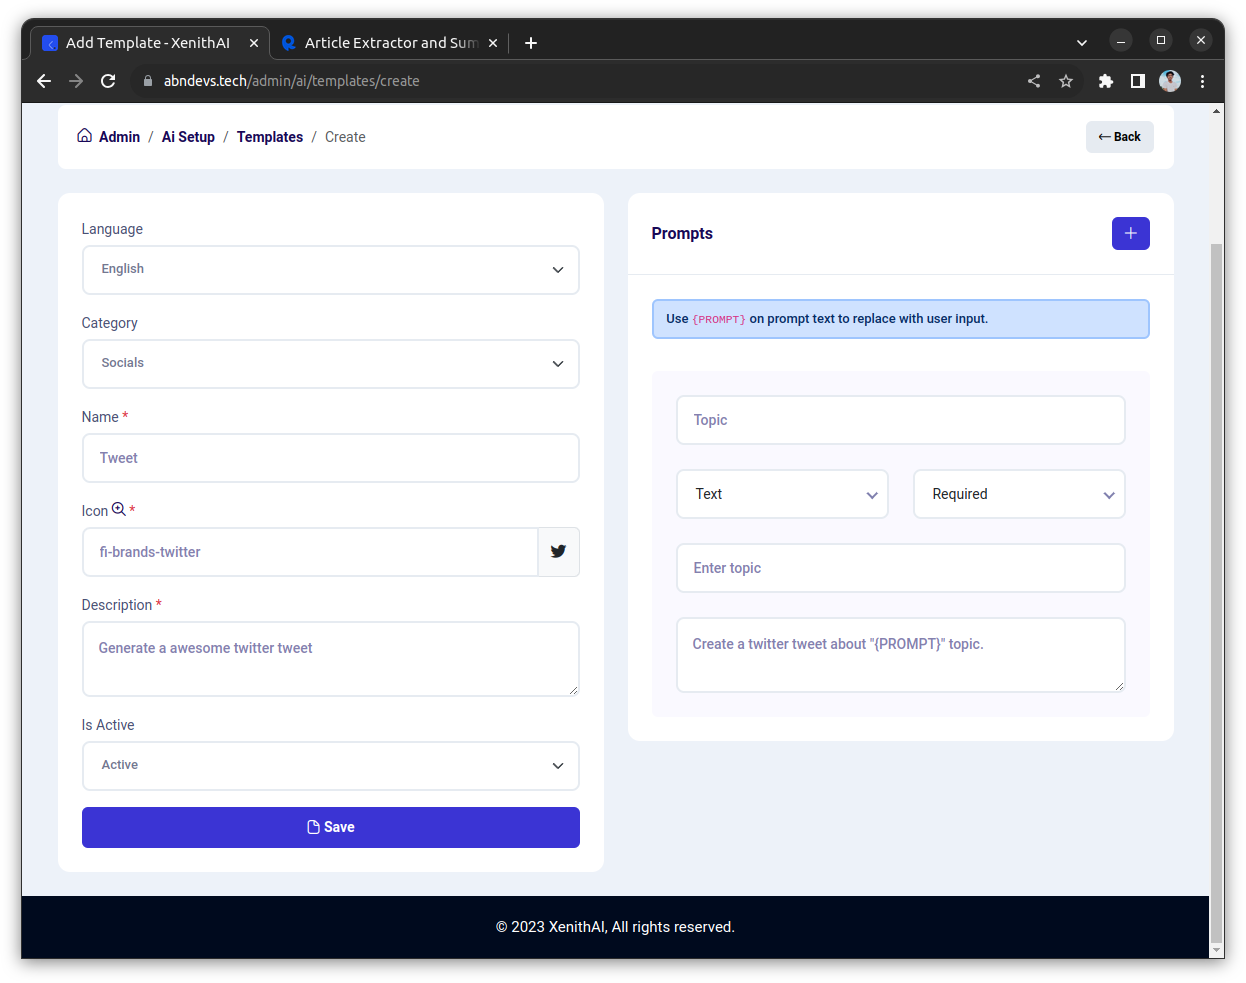 Add Template - XenithAI
Article Extractor and Sum
abndevs.tech/admin/ai/templates/create
Admin / Ai Setup / Templates / Create
Back
Language
English
Category
Socials
Name *
Tweet
Icon *
fi-brands-twitter
Description *
Generate a awesome twitter tweet
Is Active
Active
Save
Prompts
Use {PROMPT} on prompt text to replace with user input.
Topic
Text
Required
Enter topic
Create a twitter tweet about "{PROMPT}" topic.
© 2023 XenithAI, All rights reserved.